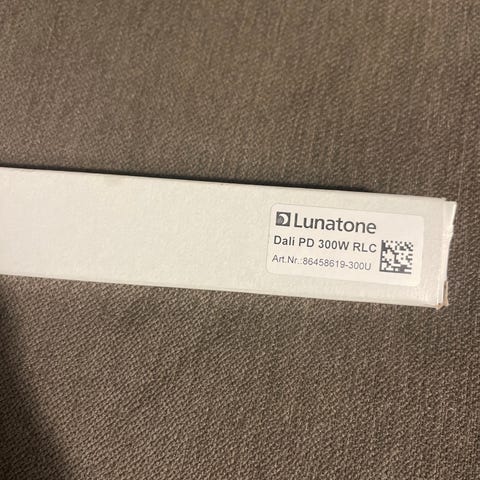 Lunatone
Dali PD 300W RLC
Art.Nr.:86458619-300U